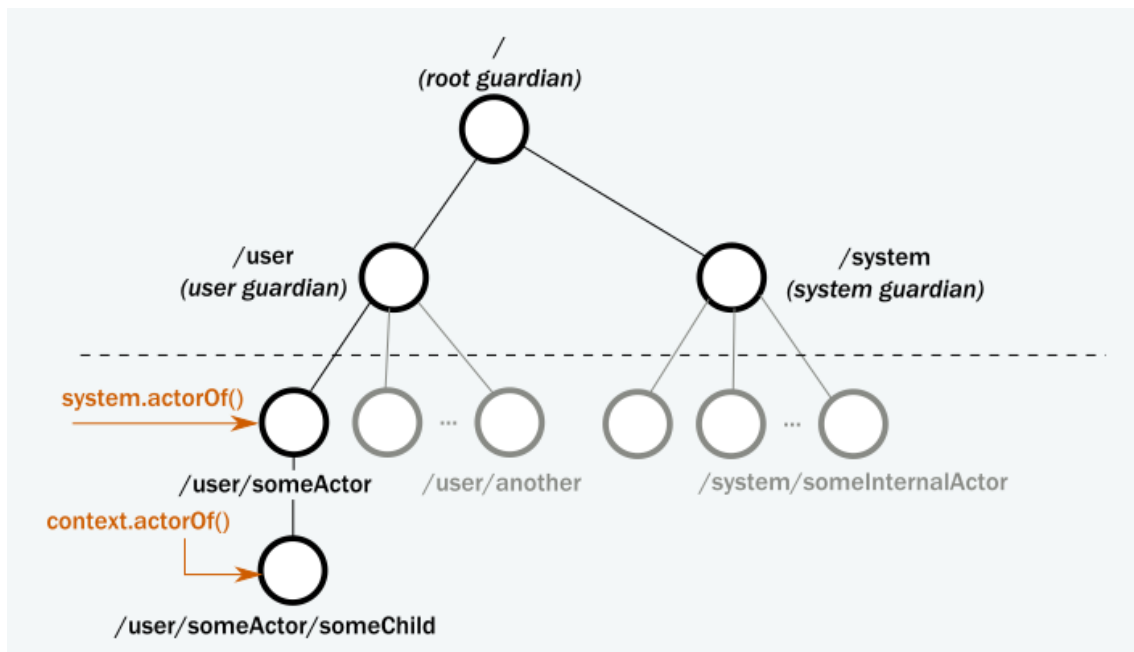 /
(root guardian)
/user
(user guardian)
/system
(system guardian)
system.actorOf()
...
...
/user/someActor
/user/another
/system/someInternalActor
context.actorOf()
/user/someActor/someChild